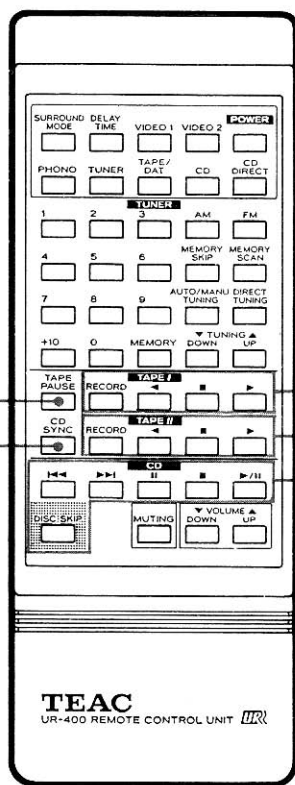 SURROUND MODE DELAY TIME VIDEO 1 VIDEO 2 POWER
PHONO TUNER TAPE/DAT CD CD DIRECT
TUNER
1 2 3 AM FM
4 5 6 MEMORY SKIP MEMORY SCAN
7 8 9 AUTO/MANU TUNING DIRECT TUNING
+10 0 MEMORY ▼ TUNING ▲ DOWN UP
TAPE PAUSE
TAPE I
RECORD ◄ ■ ►
CD SYNC
TAPE II
RECORD ◄ ■ ►
CD
I◄◄ ►►I II ■ ►/II
DISC SKIP MUTING ▼ VOLUME ▲ DOWN UP
TEAC
UR-400 REMOTE CONTROL UNIT UR